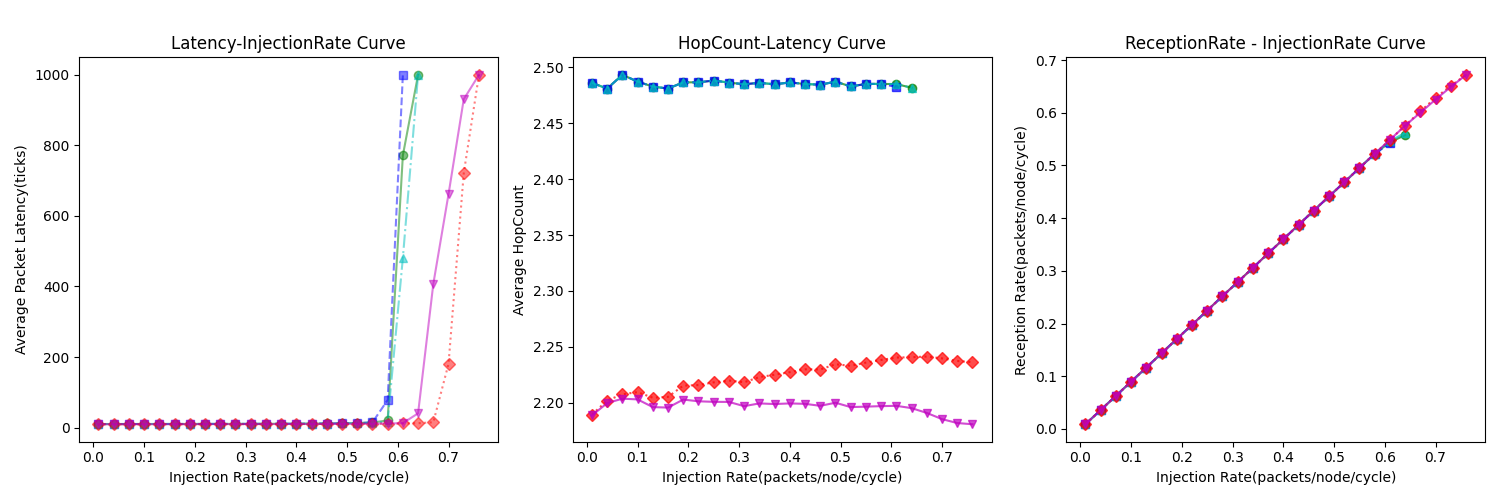 Latency-InjectionRate Curve
1000
800
600
400
200
0
0.0 0.1 0.2 0.3 0.4 0.5 0.6 0.7
Injection Rate(packets/node/cycle)
Average Packet Latency(ticks)
HopCount-Latency Curve
2.50
2.45
2.40
2.35
2.30
2.25
2.20
0.0 0.1 0.2 0.3 0.4 0.5 0.6 0.7
Injection Rate(packets/node/cycle)
Average HopCount
ReceptionRate - InjectionRate Curve
0.7
0.6
0.5
0.4
0.3
0.2
0.1
0.0
0.0 0.1 0.2 0.3 0.4 0.5 0.6 0.7
Injection Rate(packets/node/cycle)
Reception Rate(packets/node/cycle)